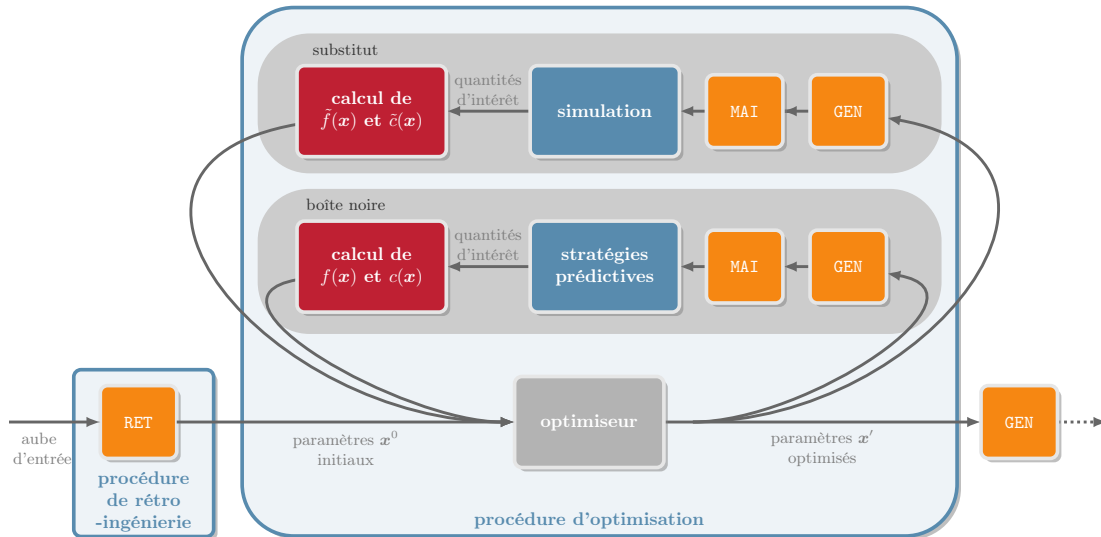 substitut
calcul de
f̃(x) et c̃(x)
quantités
d'intérêt
simulation
MAI
GEN
boîte noire
calcul de
f(x) et c(x)
quantités
d'intérêt
stratégies
prédictives
MAI
GEN
aube
d'entrée
RET
procédure
de rétro
-ingénierie
paramètres x⁰
initiaux
optimiseur
paramètres x′
optimisés
GEN
procédure d'optimisation